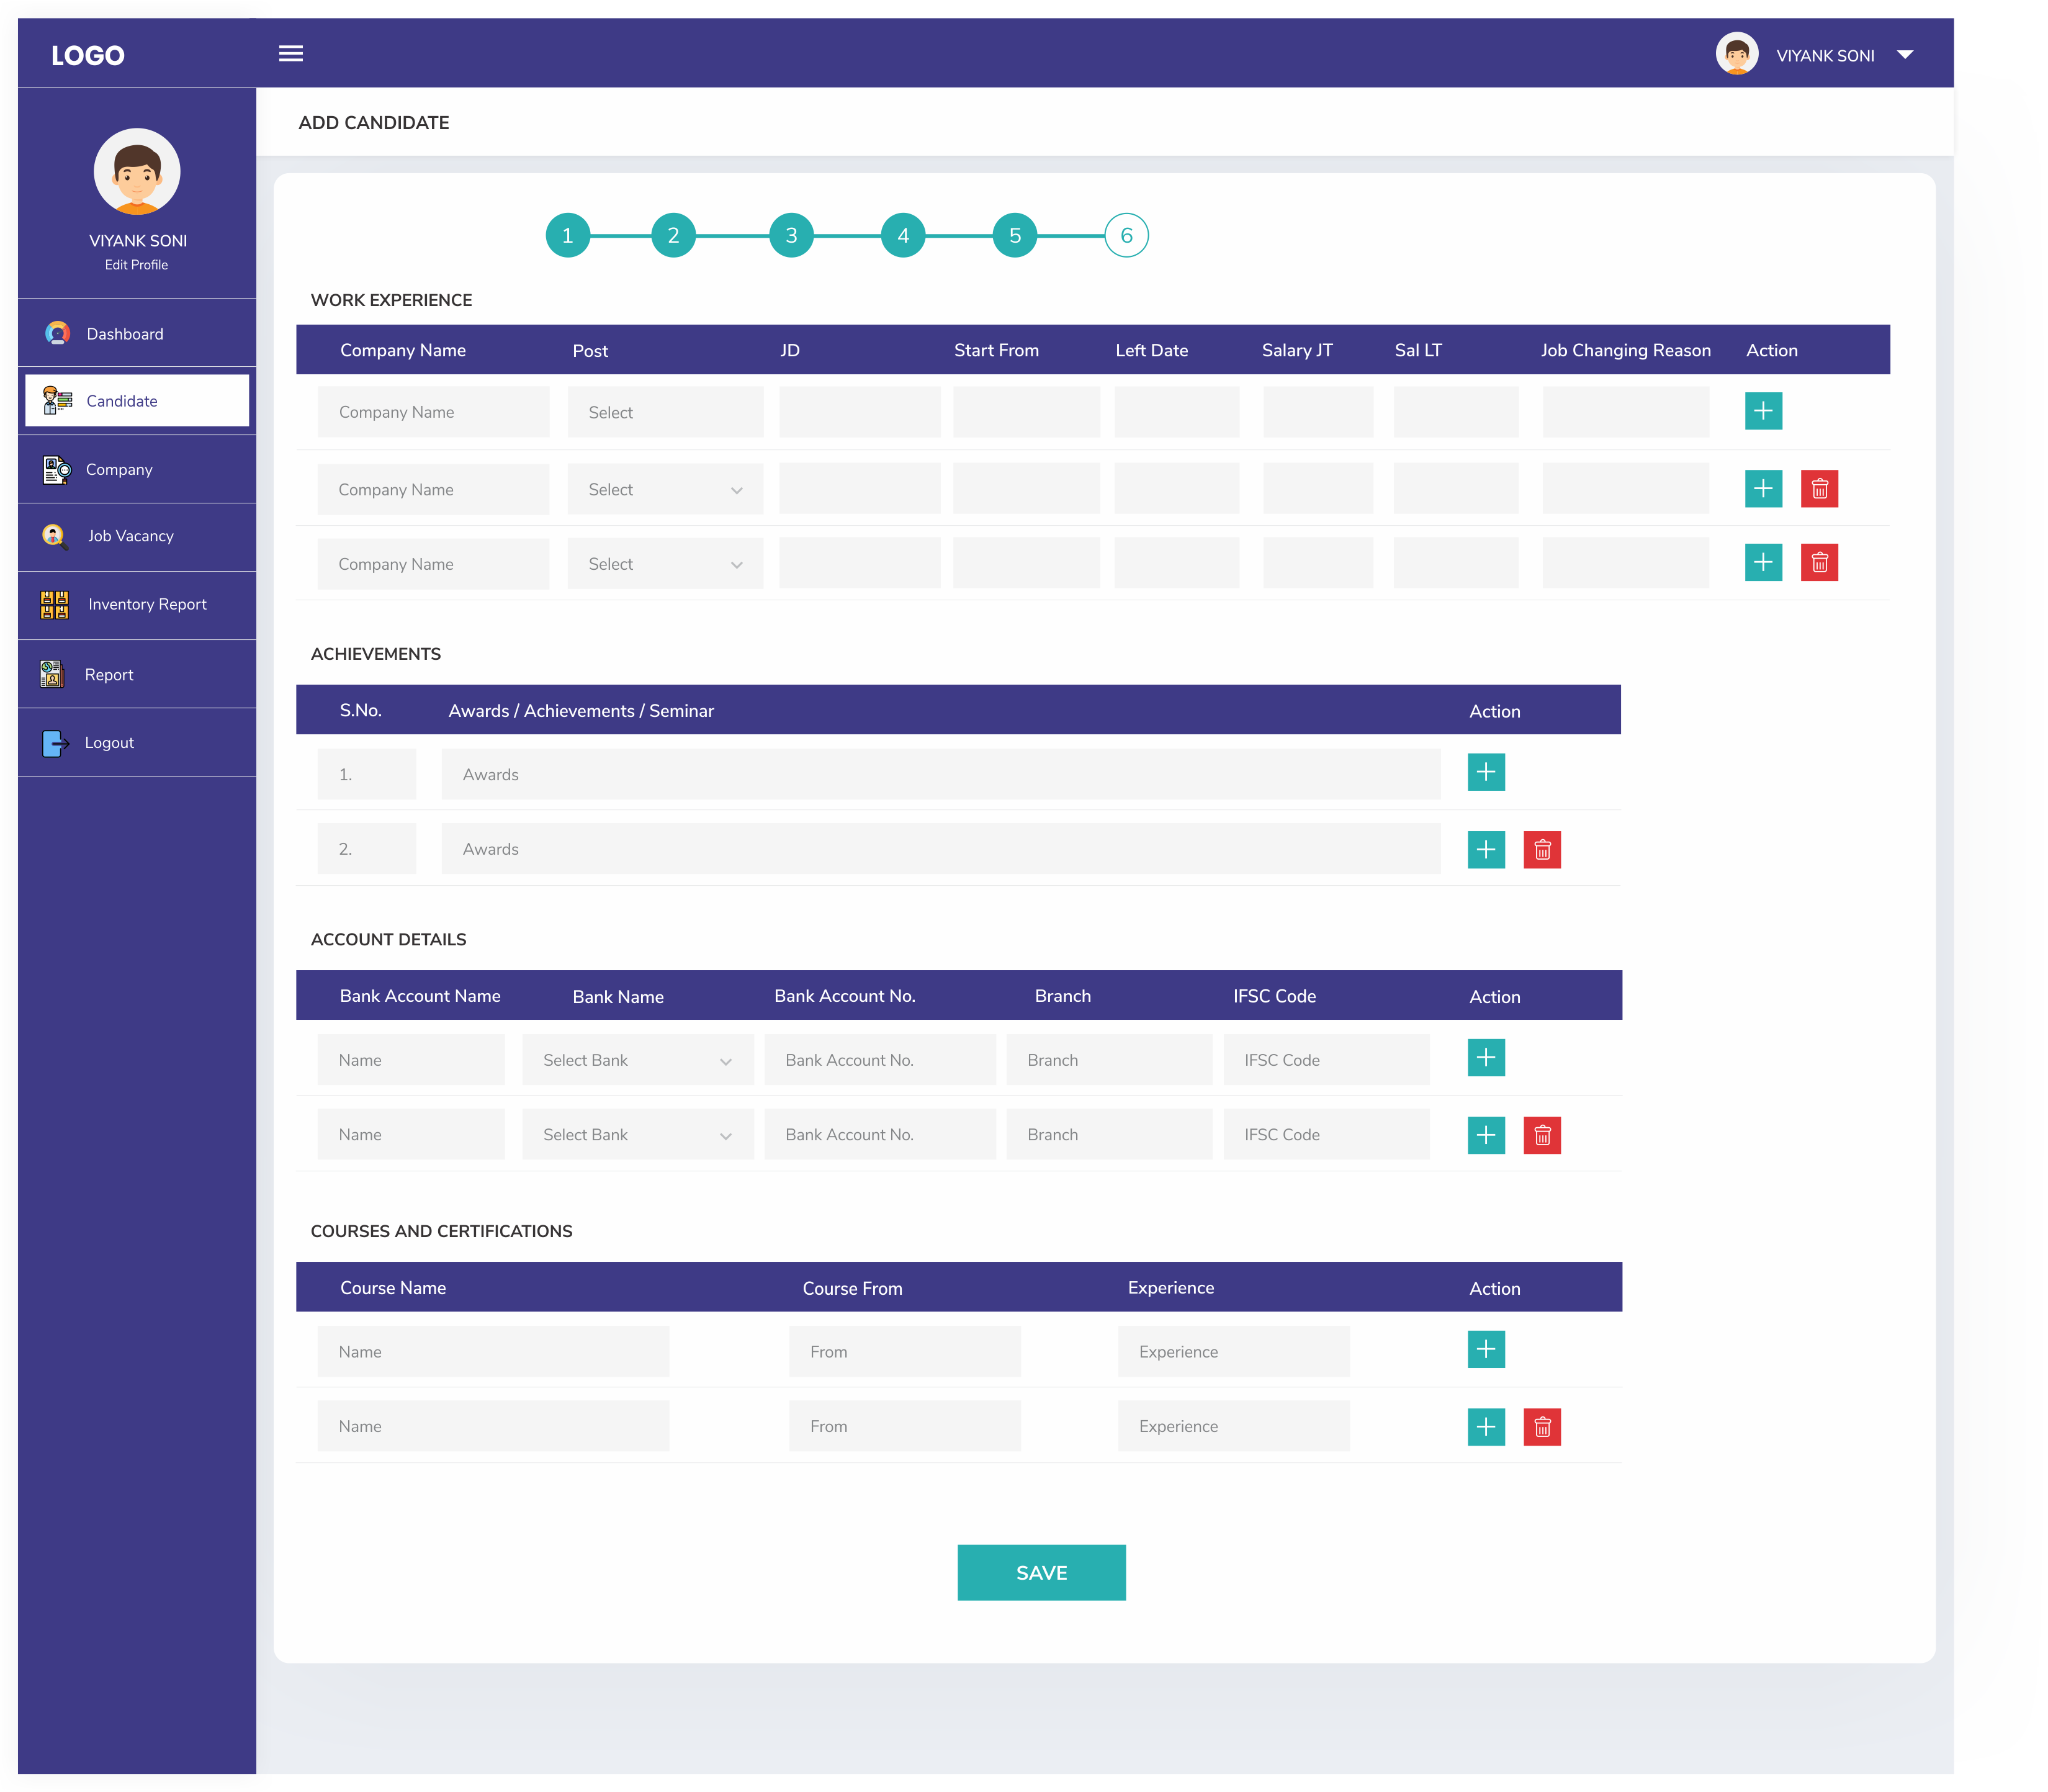 LOGO
VIYANK SONI
VIYANK SONI
Edit Profile
Dashboard
Candidate
Company
Job Vacancy
Inventory Report
Report
Logout
ADD CANDIDATE
1 2 3 4 5 6
WORK EXPERIENCE
Company Name Post JD Start From Left Date Salary JT Sal LT Job Changing Reason Action
Company Name Select
Company Name Select
Company Name Select
ACHIEVEMENTS
S.No. Awards / Achievements / Seminar Action
1. Awards
2. Awards
ACCOUNT DETAILS
Bank Account Name Bank Name Bank Account No. Branch IFSC Code Action
Name Select Bank Bank Account No. Branch IFSC Code
Name Select Bank Bank Account No. Branch IFSC Code
COURSES AND CERTIFICATIONS
Course Name Course From Experience Action
Name From Experience
Name From Experience
SAVE